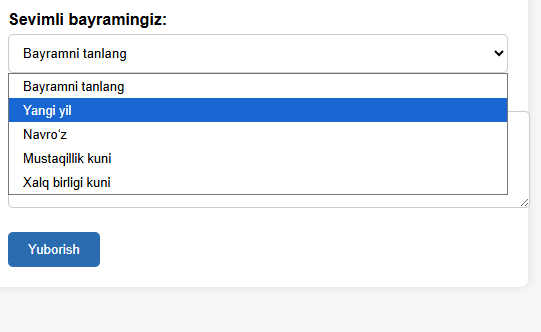 Sevimli bayramingiz:
Bayramni tanlang
Bayramni tanlang
Yangi yil
Navro‘z
Mustaqillik kuni
Xalq birligi kuni
Yuborish